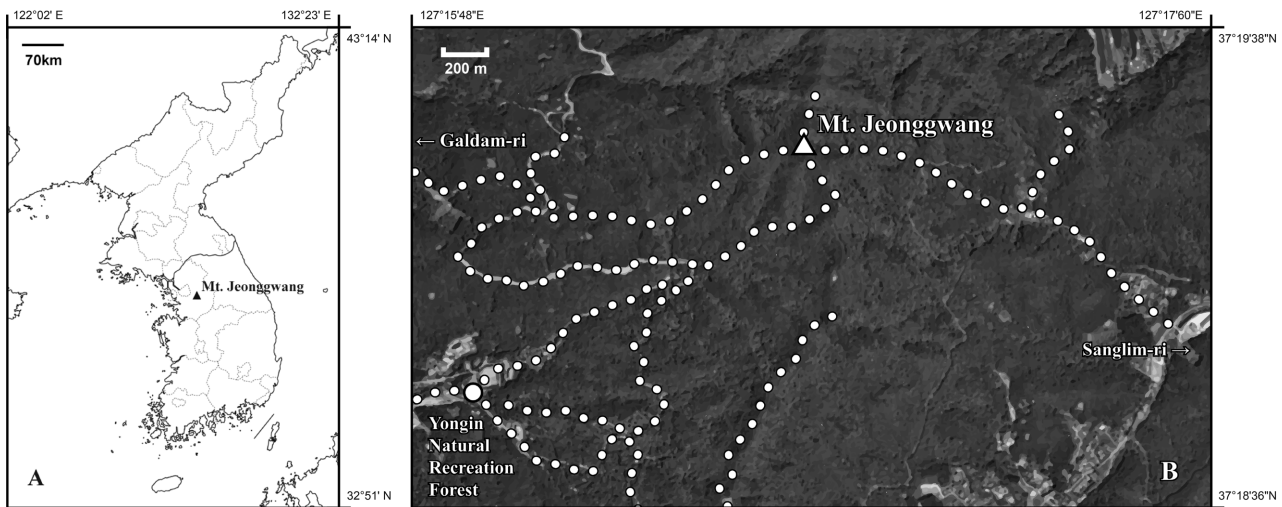 122°02' E
132°23' E
43°14' N
70km
Mt. Jeonggwang
A
32°51' N
127°15'48"E
127°17'60"E
37°19'38"N
200 m
Mt. Jeonggwang
← Galdam-ri
Sanglim-ri →
Yongin
Natural
Recreation
Forest
B
37°18'36"N